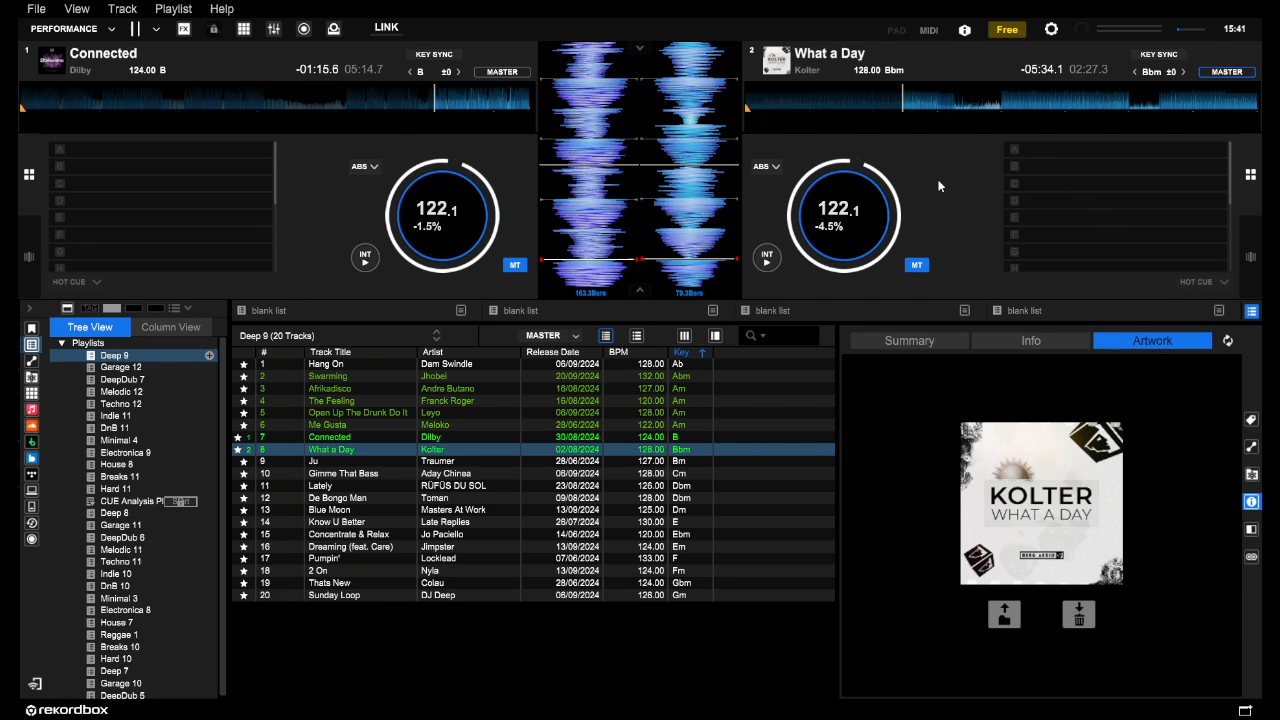 File View Track Playlist Help
PERFORMANCE FX LINK PAD MIDI Free 15:41
1 Connected KEY SYNC
Dilby 124.00 B -01:15.6 05:14.7 B ±0 MASTER
2 What a Day KEY SYNC
Kolter 128.00 Bbm -05:34.1 02:27.3 Bbm ±0 MASTER
A
B
C
D
E
F
G
H
HOT CUE
ABS
122.1
-1.5%
INT
MT
163.3Bars 79.3Bars
ABS
122.1
-4.5%
INT
MT
A
B
C
D
E
F
G
H
HOT CUE
TAG
blank list blank list blank list blank list
Tree View Column View
Playlists
Deep 9
Garage 12
DeepDub 7
Melodic 12
Techno 12
Indie 11
DnB 11
Minimal 4
Electronica 9
House 8
Breaks 11
Hard 11
CUE Analysis Pl
Deep 8
Garage 11
DeepDub 6
Melodic 11
Techno 11
Indie 10
DnB 10
Minimal 3
Electronica 8
House 7
Reggae 1
Breaks 10
Hard 10
Deep 7
Garage 10
DeepDub 5
Deep 9 (20 Tracks) MASTER
# Track Title Artist Release Date BPM Key
1 Hang On Dam Swindle 06/09/2024 128.00 Ab
2 Swarming Jhobei 20/09/2024 132.00 Abm
3 Afrikadisco Andre Butano 16/08/2024 127.00 Am
4 The Feeling Franck Roger 16/08/2024 120.00 Am
5 Open Up The Drunk Do It Leyo 06/09/2024 128.00 Am
6 Me Gusta Meloko 28/06/2024 122.00 Am
1 7 Connected Dilby 30/08/2024 124.00 B
2 8 What a Day Kolter 02/08/2024 128.00 Bbm
9 Ju Traumer 28/06/2024 127.00 Bm
10 Gimme That Bass Aday Chinea 06/09/2024 128.00 Cm
11 Lately RÜFÜS DU SOL 23/08/2024 126.00 Dbm
12 De Bongo Man Toman 09/08/2024 128.00 Dbm
13 Blue Moon Masters At Work 13/09/2024 125.00 Dm
14 Know U Better Late Replies 26/07/2024 130.00 E
15 Concentrate & Relax Jo Paciello 14/06/2024 120.00 Ebm
16 Dreaming (feat. Care) Jimpster 13/09/2024 124.00 Em
17 Pumpin' Locklead 07/06/2024 133.00 F
18 2 On Nyla 13/09/2024 124.00 Fm
19 Thats New Colau 28/06/2024 124.00 Gbm
20 Sunday Loop DJ Deep 06/09/2024 126.00 Gm
Summary Info Artwork
KOLTER
WHAT A DAY
rekordbox